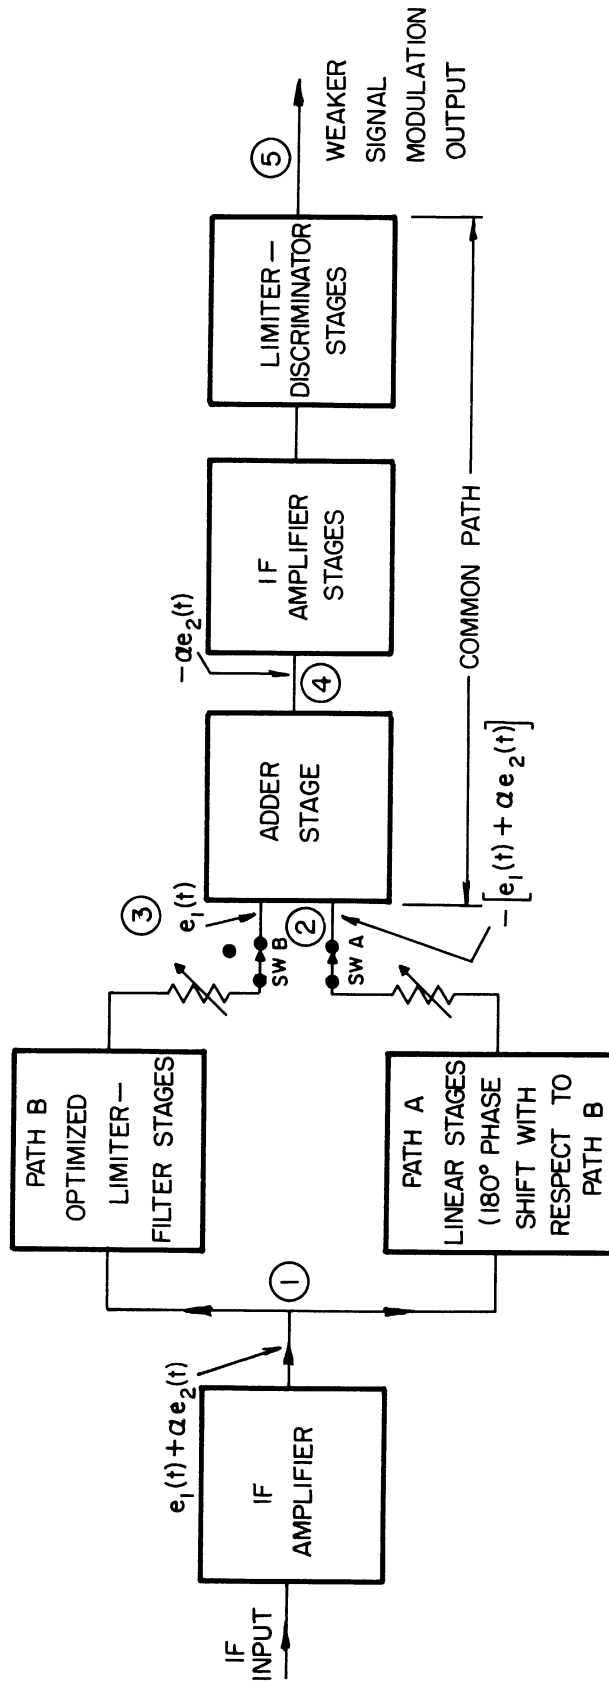 IF
INPUT
IF
AMPLIFIER
e₁(t) + αe₂(t)
①
PATH B
OPTIMIZED
LIMITER—
FILTER STAGES
PATH A
LINEAR STAGES
(180° PHASE
SHIFT WITH
RESPECT TO
PATH B
③
e₁(t)
SW B
②
SW A
-[e₁(t) + αe₂(t)]
ADDER
STAGE
-αe₂(t)
④
IF
AMPLIFIER
STAGES
LIMITER—
DISCRIMINATOR
STAGES
COMMON PATH
⑤
WEAKER
SIGNAL
MODULATION
OUTPUT